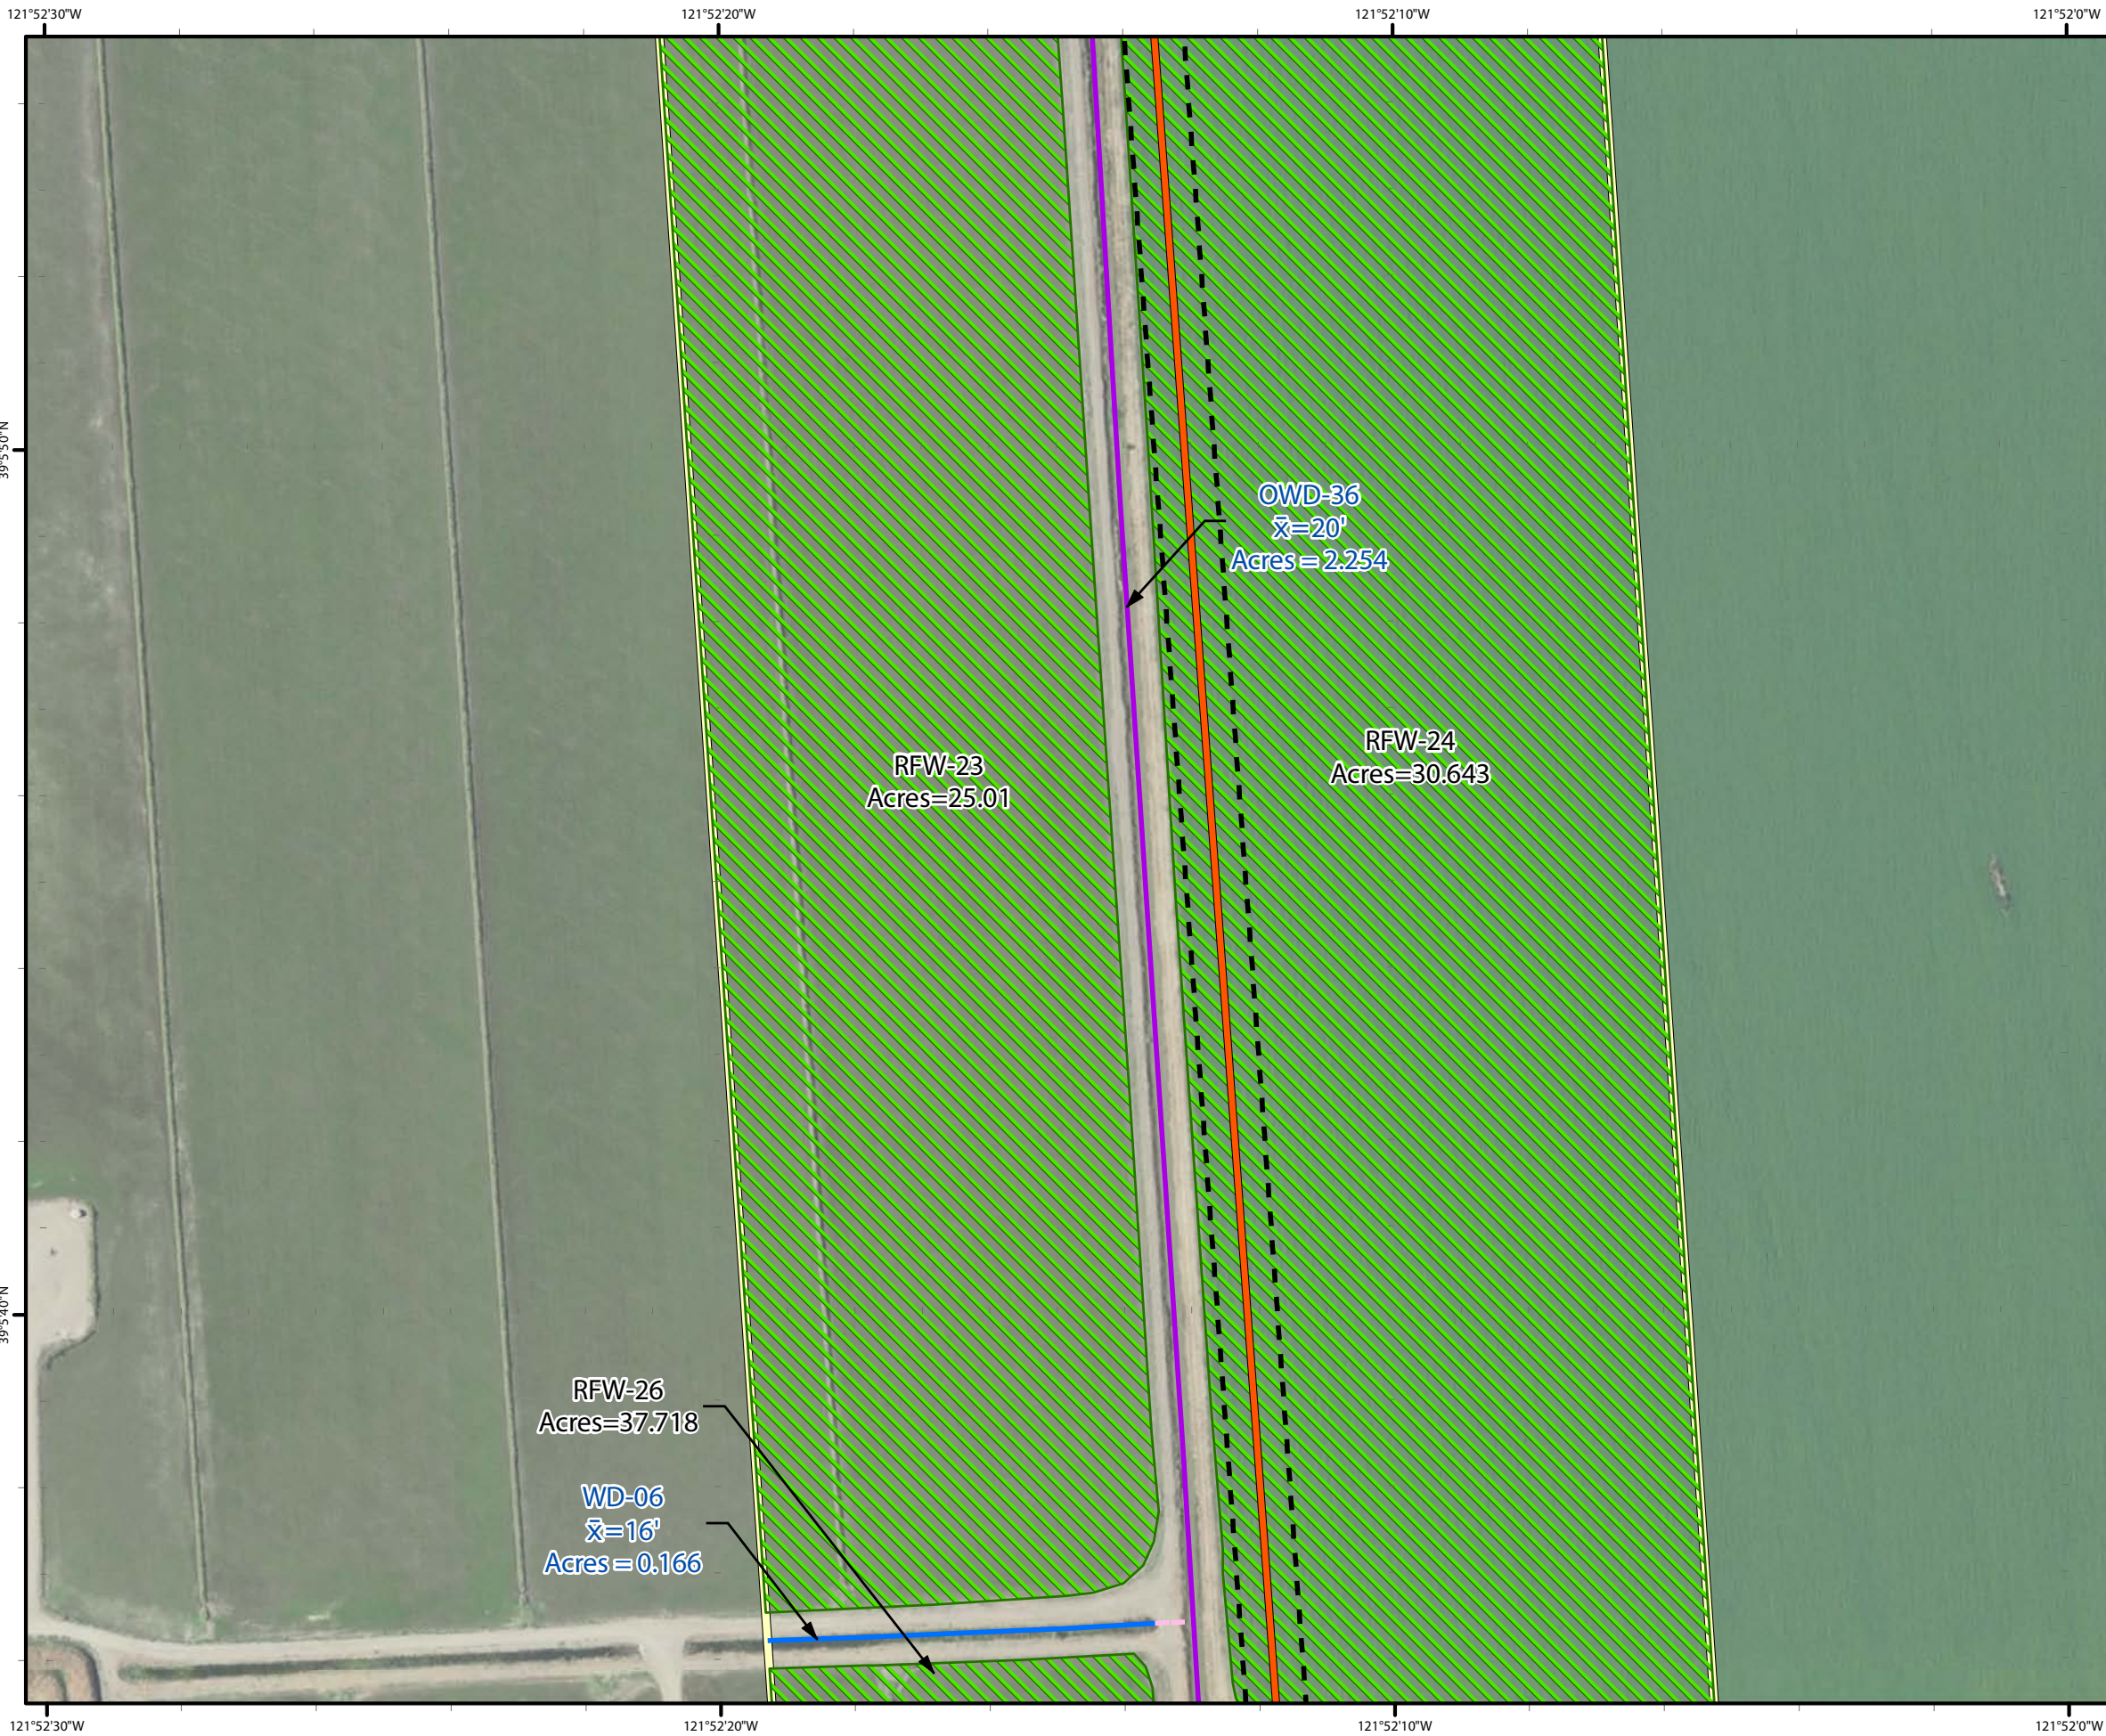 121°52'30"W
121°52'20"W
121°52'10"W
121°52'0"W
39°5'50"N
OWD-36
x̄=20'
Acres = 2.254
RFW-23
Acres=25.01
RFW-24
Acres=30.643
39°5'40"N
RFW-26
Acres=37.718
WD-06
x̄=16'
Acres = 0.166
121°52'30"W
121°52'20"W
121°52'10"W
121°52'0"W